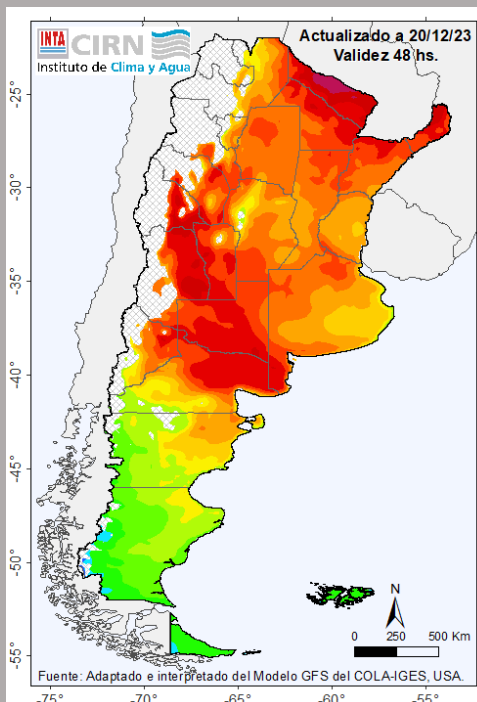 INTA CIRN
Instituto de Clima y Agua
Actualizado a 20/12/23
Validez 48 hs.
25°
30°
35°
40°
45°
50°
55°
N
0 250 500 Km
Fuente: Adaptado e interpretado del Modelo GFS del COLA-IGES, USA.
-75° -70° -65° -60° -55°